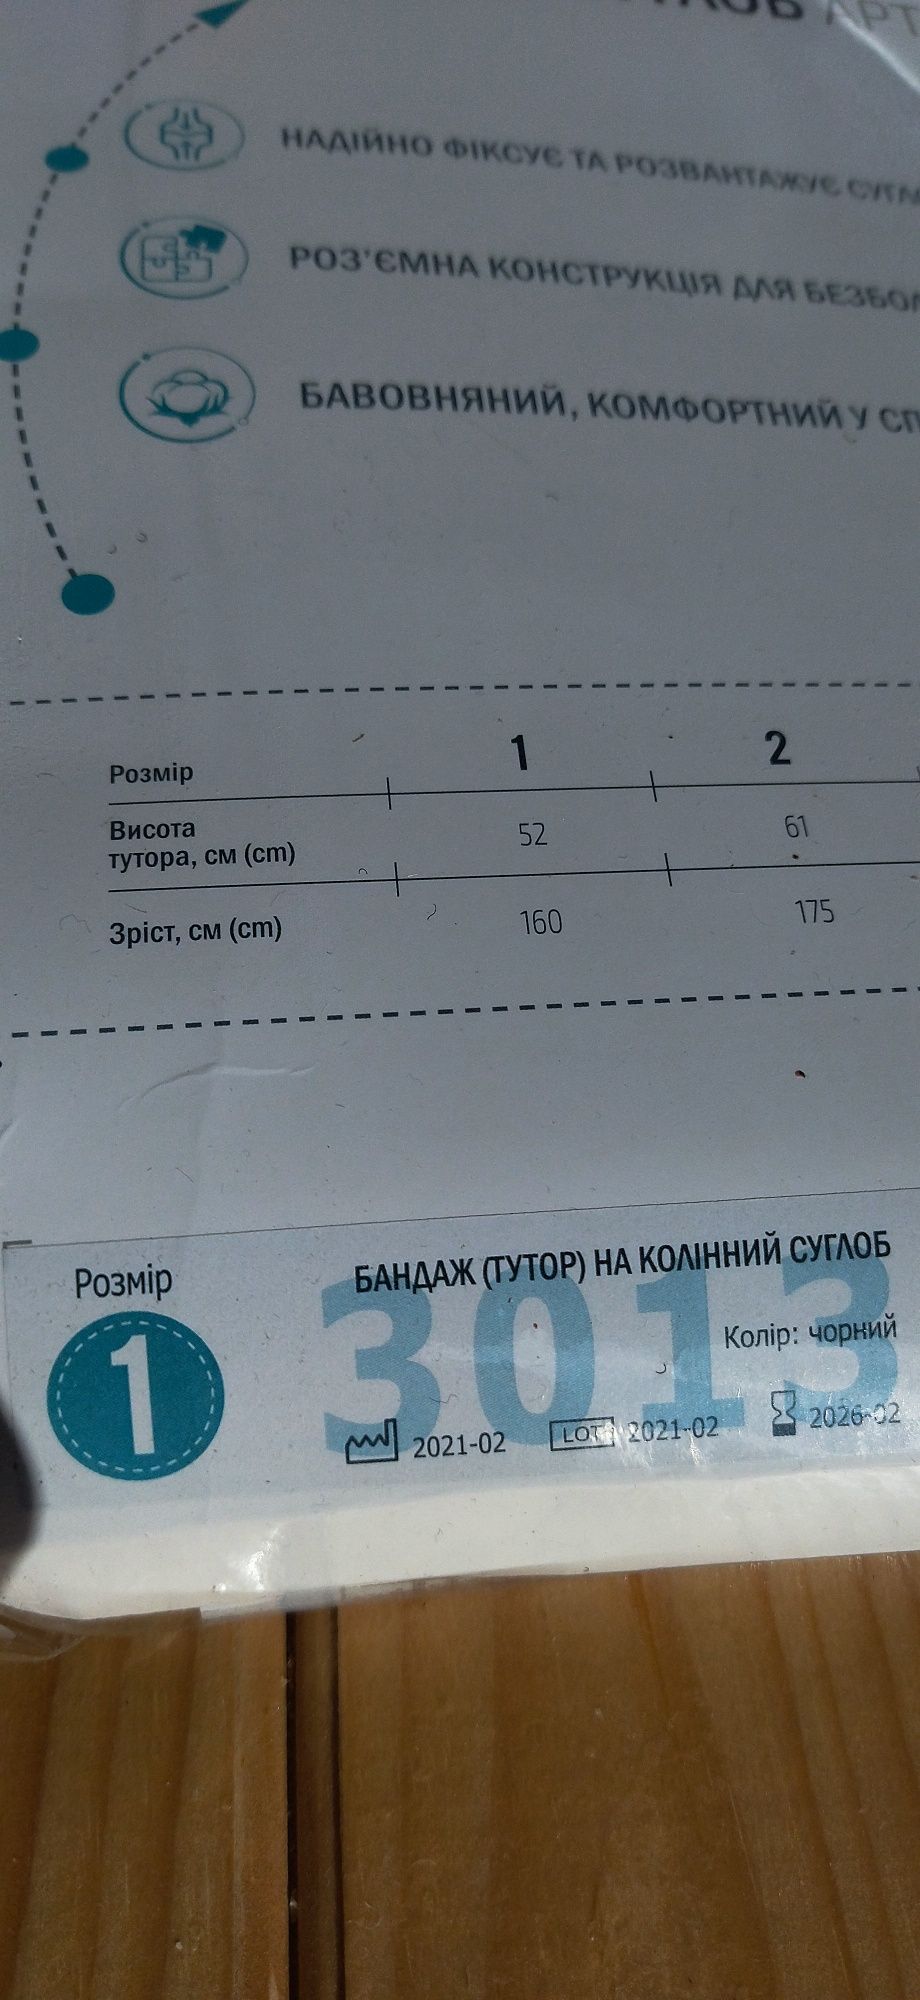 НАДІЙНО ФІКСУЄ ТА РОЗВАНТАЖУЄ
РОЗ'ЄМНА КОНСТРУКЦІЯ ДЛЯ
БАВОВНЯНИЙ, КОМФОРТНИЙ У
Розмір 1 2
Висота
тутора, см (cm) 52 61
Зріст, см (cm) 160 175
Розмір
1
БАНДАЖ (ТУТОР) НА КОЛІННИЙ СУГЛОБ
3013
Колір: чорний
2021-02 LOT 2021-02 2026-02